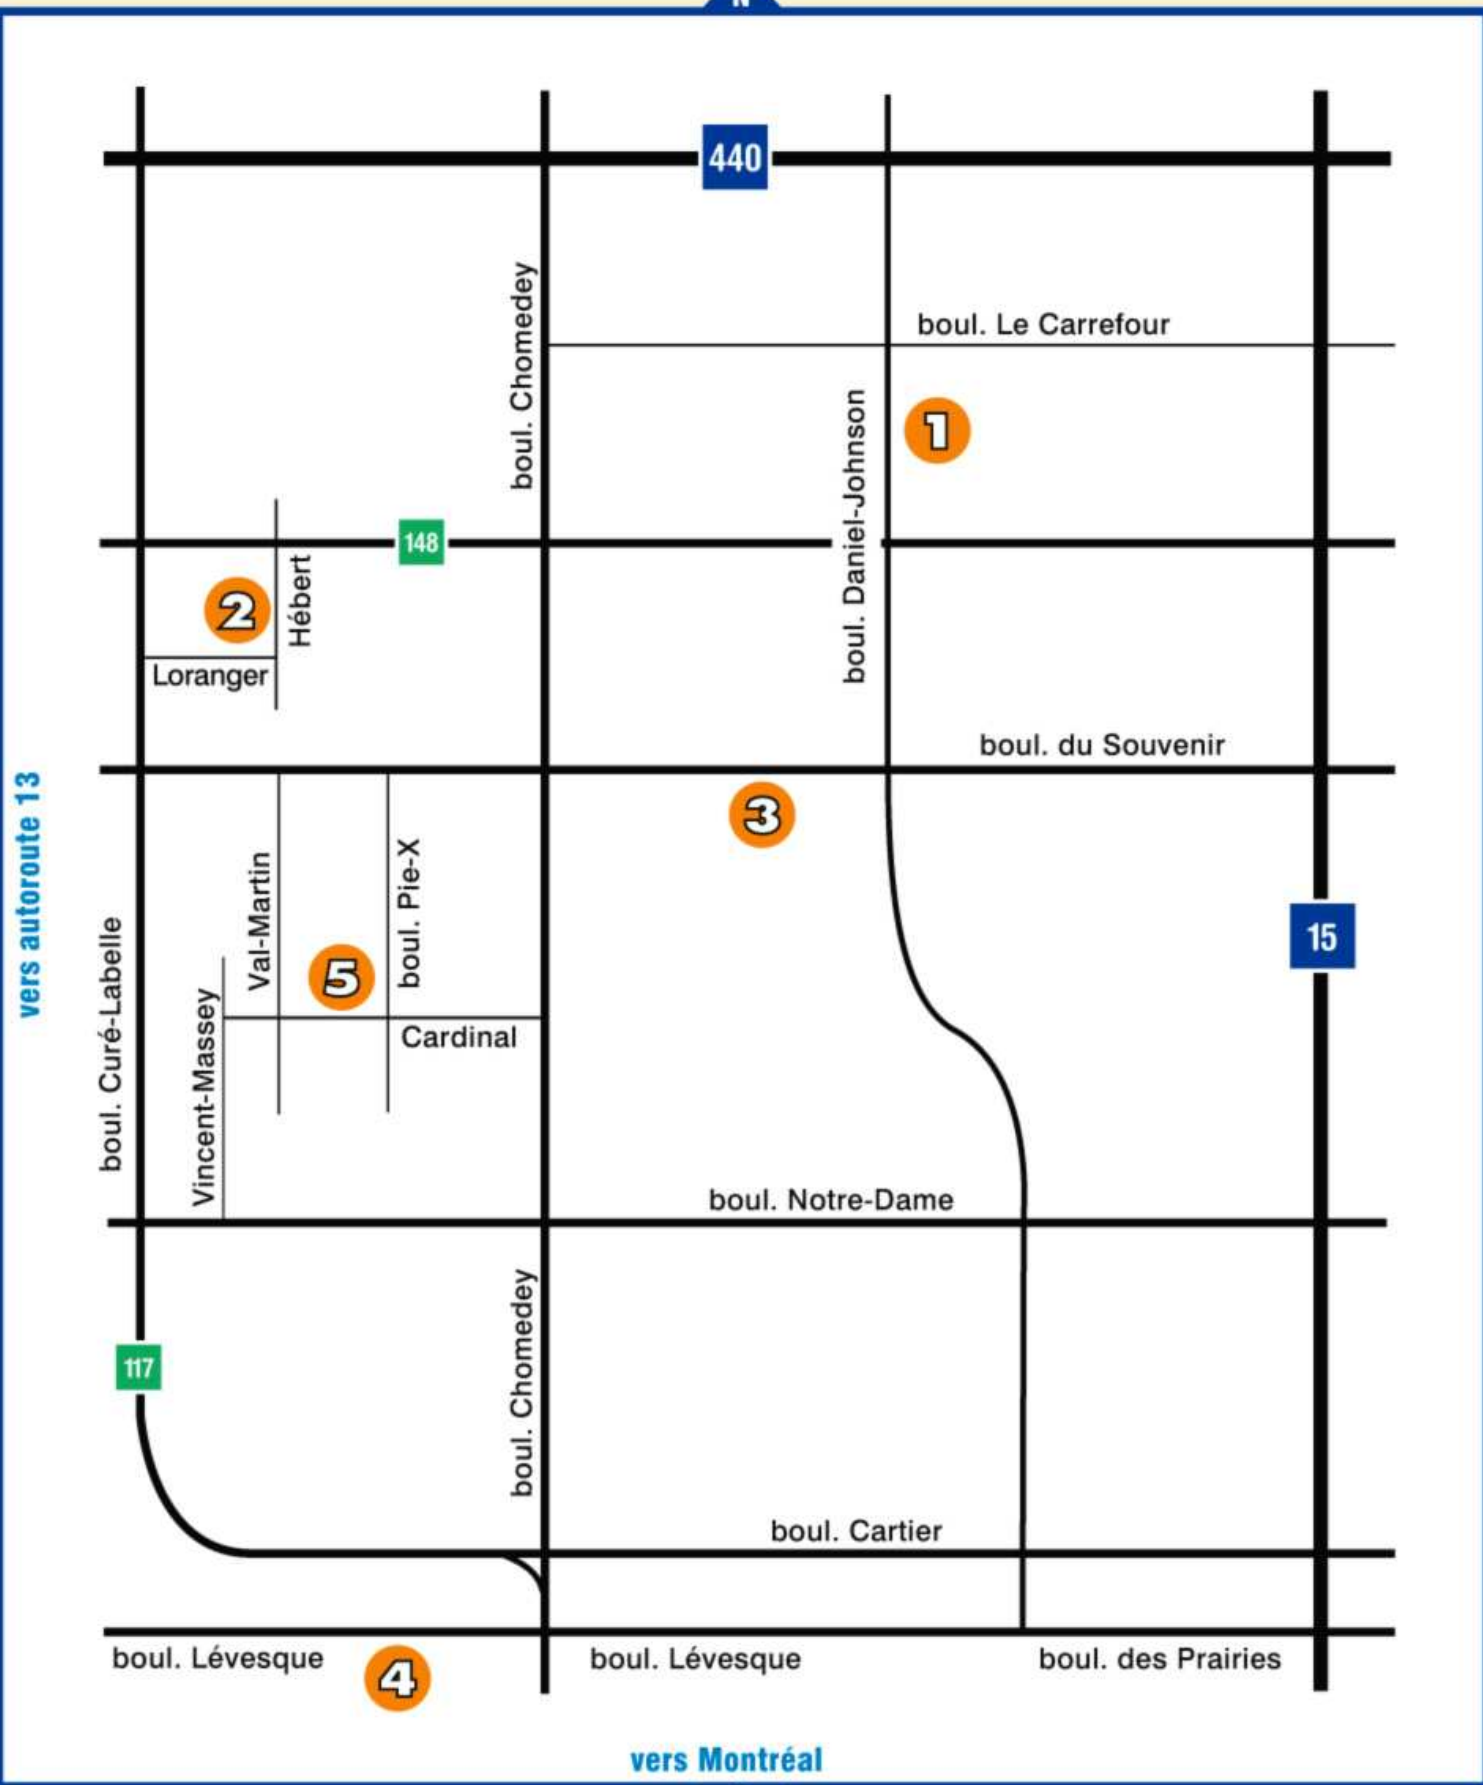 N
440
boul. Chomedey
boul. Le Carrefour
1
boul. Daniel-Johnson
148
2
Hébert
Loranger
boul. du Souvenir
3
vers autoroute 13
Val-Martin
boul. Pie-X
5
15
boul. Curé-Labelle
Vincent-Massey
Cardinal
boul. Notre-Dame
117
boul. Chomedey
boul. Cartier
boul. Lévesque
4
boul. Lévesque
boul. des Prairies
vers Montréal